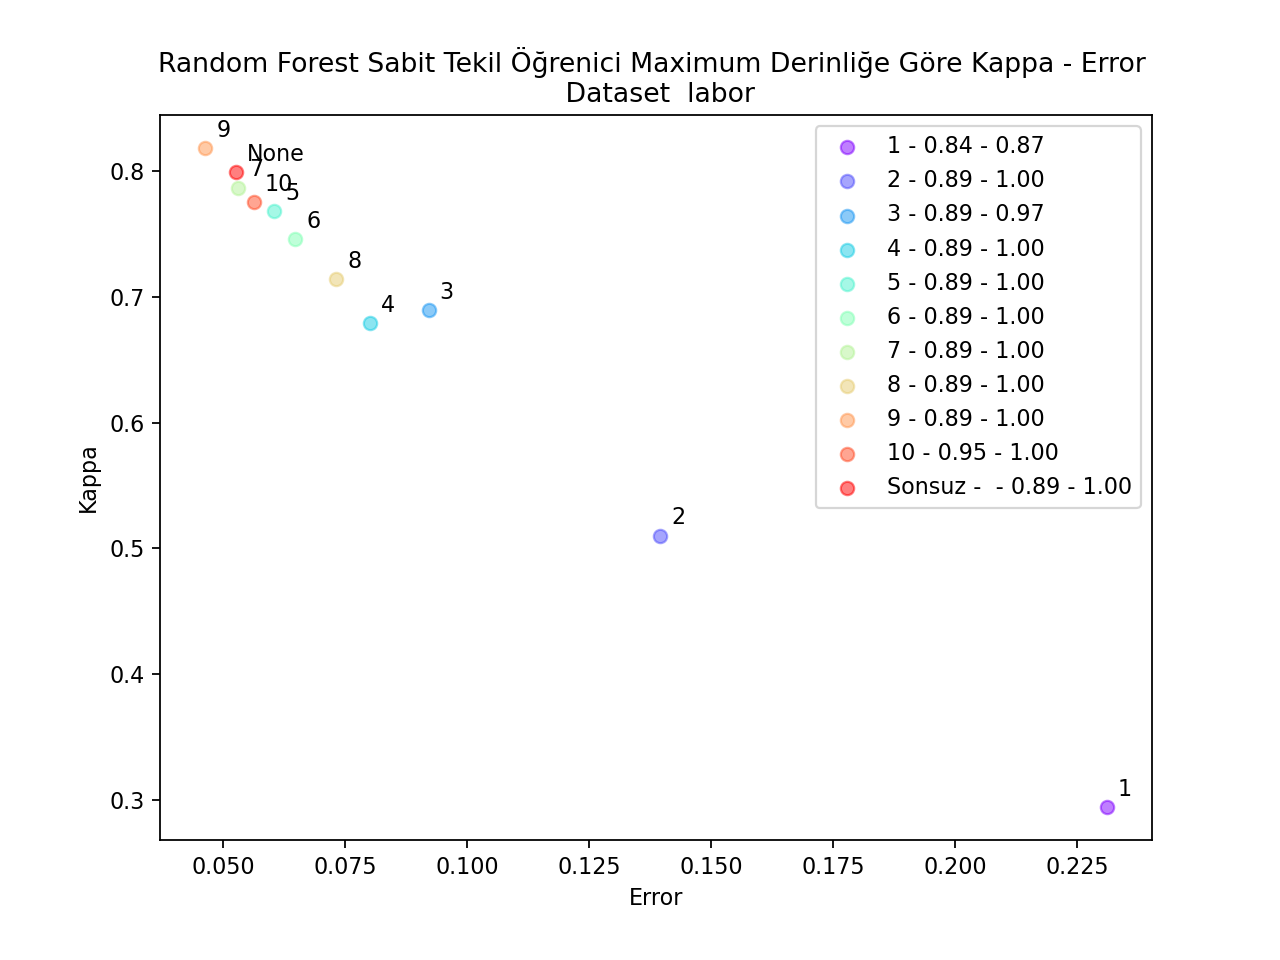 Random Forest Sabit Tekil Öğrenici Maximum Derinliğe Göre Kappa - Error
Dataset  labor
9
None
7
10
5
6
8
3
4
2
1
1 - 0.84 - 0.87
2 - 0.89 - 1.00
3 - 0.89 - 0.97
4 - 0.89 - 1.00
5 - 0.89 - 1.00
6 - 0.89 - 1.00
7 - 0.89 - 1.00
8 - 0.89 - 1.00
9 - 0.89 - 1.00
10 - 0.95 - 1.00
Sonsuz -  - 0.89 - 1.00
Kappa
0.8
0.7
0.6
0.5
0.4
0.3
0.050 0.075 0.100 0.125 0.150 0.175 0.200 0.225
Error